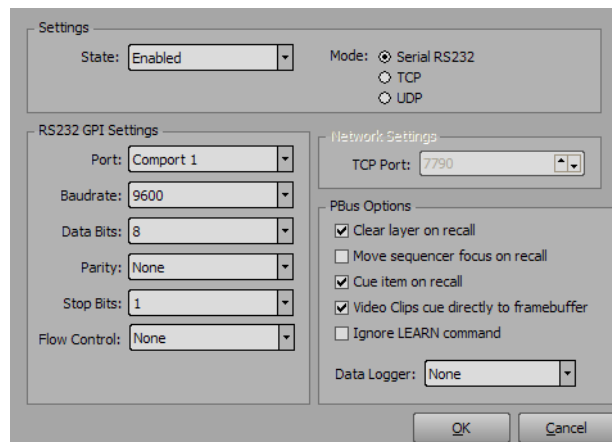 Settings
State: Enabled
Mode: Serial RS232
TCP
UDP
RS232 GPI Settings
Port: Comport 1
Baudrate: 9600
Data Bits: 8
Parity: None
Stop Bits: 1
Flow Control: None
Network Settings
TCP Port: 7790
PBus Options
Clear layer on recall
Move sequencer focus on recall
Cue item on recall
Video Clips cue directly to framebuffer
Ignore LEARN command
Data Logger: None
OK Cancel